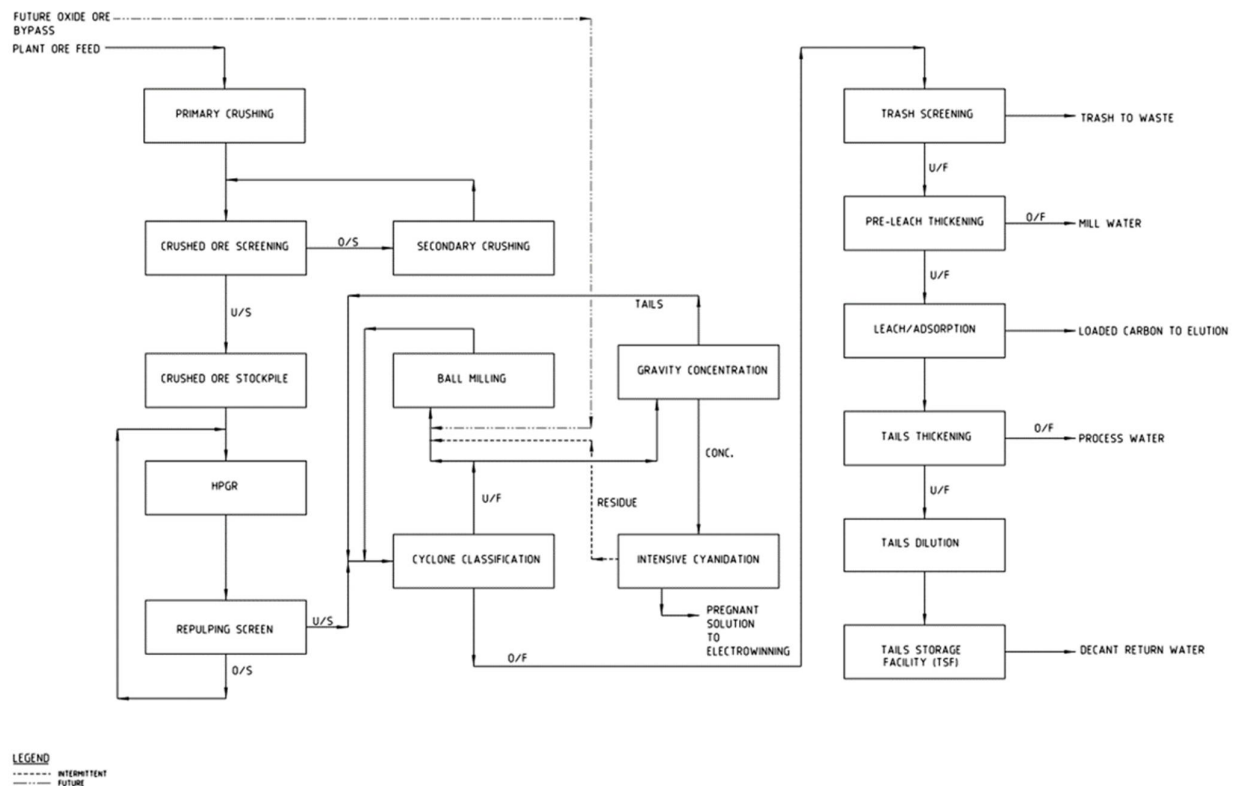 FUTURE OXIDE ORE
BYPASS
PLANT ORE FEED
PRIMARY CRUSHING
CRUSHED ORE SCREENING
O/S
SECONDARY CRUSHING
U/S
CRUSHED ORE STOCKPILE
HPGR
REPULPING SCREEN
U/S
O/S
TAILS
BALL MILLING
GRAVITY CONCENTRATION
CONC.
U/F
RESIDUE
CYCLONE CLASSIFICATION
INTENSIVE CYANIDATION
PREGNANT
SOLUTION
TO
ELECTROWINNING
O/F
TRASH SCREENING
TRASH TO WASTE
U/F
PRE-LEACH THICKENING
O/F
MILL WATER
U/F
LEACH/ADSORPTION
LOADED CARBON TO ELUTION
TAILS THICKENING
O/F
PROCESS WATER
U/F
TAILS DILUTION
TAILS STORAGE
FACILITY (TSF)
DECANT RETURN WATER
LEGEND
INTERMITTENT
FUTURE